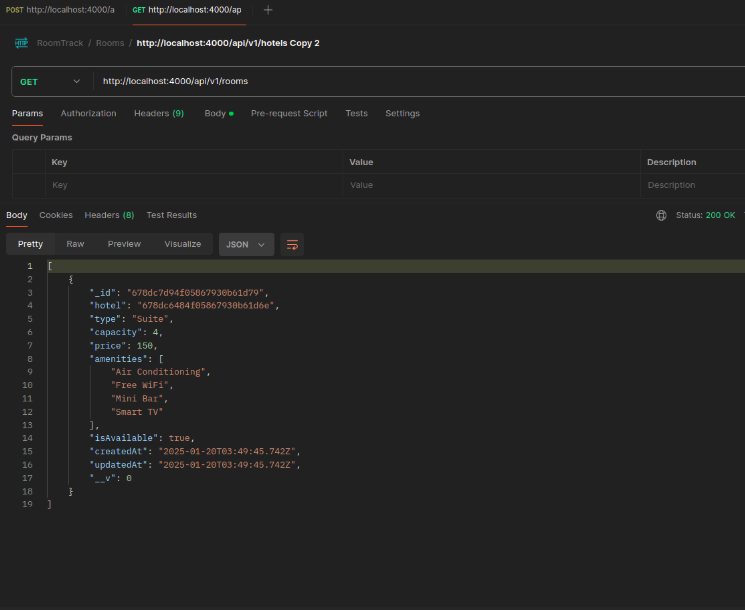 POST http://localhost:4000/a GET http://localhost:4000/ap +
HTTP RoomTrack / Rooms / http://localhost:4000/api/v1/hotels Copy 2
GET http://localhost:4000/api/v1/rooms
Params Authorization Headers (9) Body Pre-request Script Tests Settings
Query Params
Key Value Description
Key Value Description
Body Cookies Headers (8) Test Results Status: 200 OK
Pretty Raw Preview Visualize JSON
1 [
2 {
3 "_id": "678dc7d94f05867930b61d79",
4 "hotel": "678dc6484f05867930b61d6e",
5 "type": "Suite",
6 "capacity": 4,
7 "price": 150,
8 "amenities": [
9 "Air Conditioning",
10 "Free WiFi",
11 "Mini Bar",
12 "Smart TV"
13 ],
14 "isAvailable": true,
15 "createdAt": "2025-01-20T03:49:45.742Z",
16 "updatedAt": "2025-01-20T03:49:45.742Z",
17 "__v": 0
18 }
19 ]